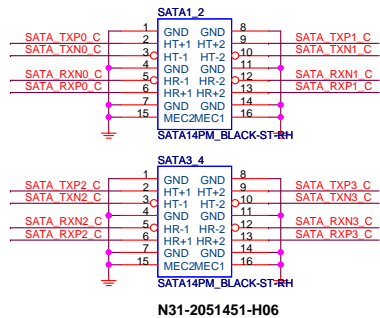 SATA1_2
1 GND GND 8
SATA_TXP0_C 2 HT+1 HT+2 9 SATA_TXP1_C
SATA_TXN0_C 3 HT-1 HT-2 10 SATA_TXN1_C
4 GND GND 11
SATA_RXN0_C 5 HR-1 HR-2 12 SATA_RXN1_C
SATA_RXP0_C 6 HR+1 HR+2 13 SATA_RXP1_C
7 GND GND 14
15 MEC2 MEC1 16
SATA14PM_BLACK-ST-RH
SATA3_4
1 GND GND 8
SATA_TXP2_C 2 HT+1 HT+2 9 SATA_TXP3_C
SATA_TXN2_C 3 HT-1 HT-2 10 SATA_TXN3_C
4 GND GND 11
SATA_RXN2_C 5 HR-1 HR-2 12 SATA_RXN3_C
SATA_RXP2_C 6 HR+1 HR+2 13 SATA_RXP3_C
7 GND GND 14
15 MEC2 MEC1 16
SATA14PM_BLACK-ST-RH
N31-2051451-H06